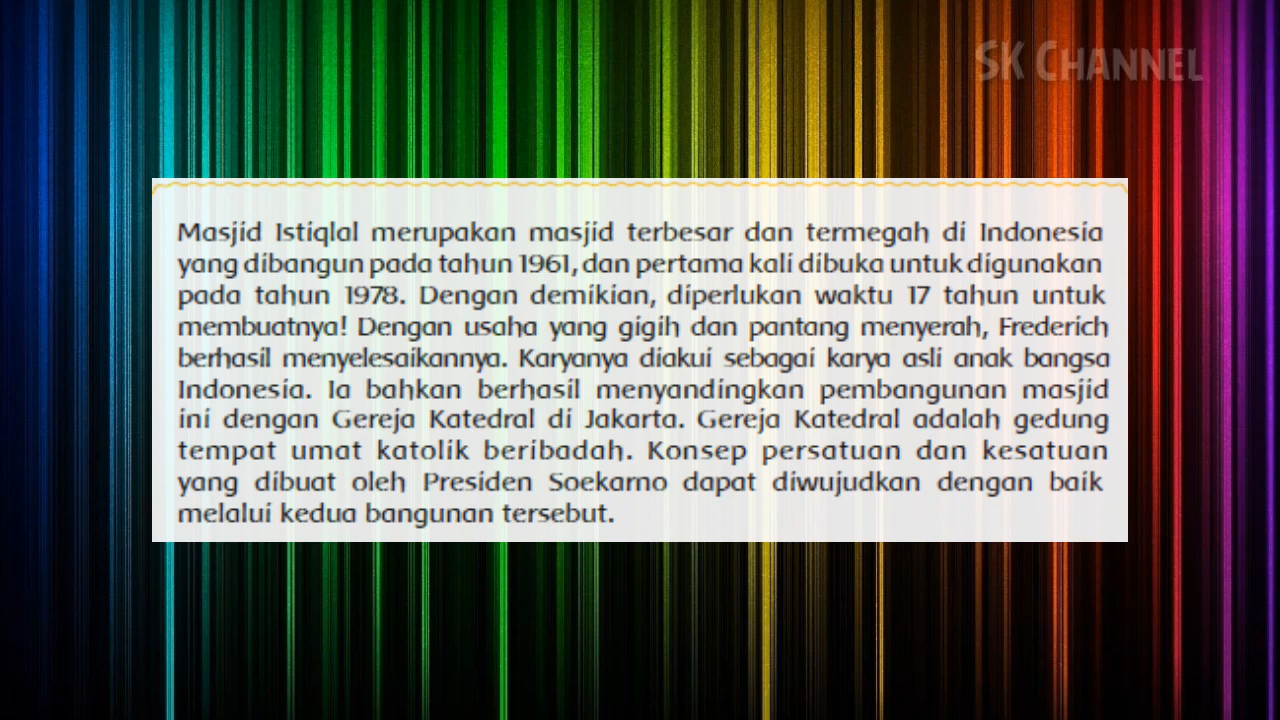 SK CHANNEL
Masjid Istiqlal merupakan masjid terbesar dan termegah di Indonesia
yang dibangun pada tahun 1961, dan pertama kali dibuka untuk digunakan
pada tahun 1978. Dengan demikian, diperlukan waktu 17 tahun untuk
membuatnya! Dengan usaha yang gigih dan pantang menyerah, Frederich
berhasil menyelesaikannya. Karyanya diakui sebagai karya asli anak bangsa
Indonesia. Ia bahkan berhasil menyandingkan pembangunan masjid
ini dengan Gereja Katedral di Jakarta. Gereja Katedral adalah gedung
tempat umat katolik beribadah. Konsep persatuan dan kesatuan
yang dibuat oleh Presiden Soekarno dapat diwujudkan dengan baik
melalui kedua bangunan tersebut.